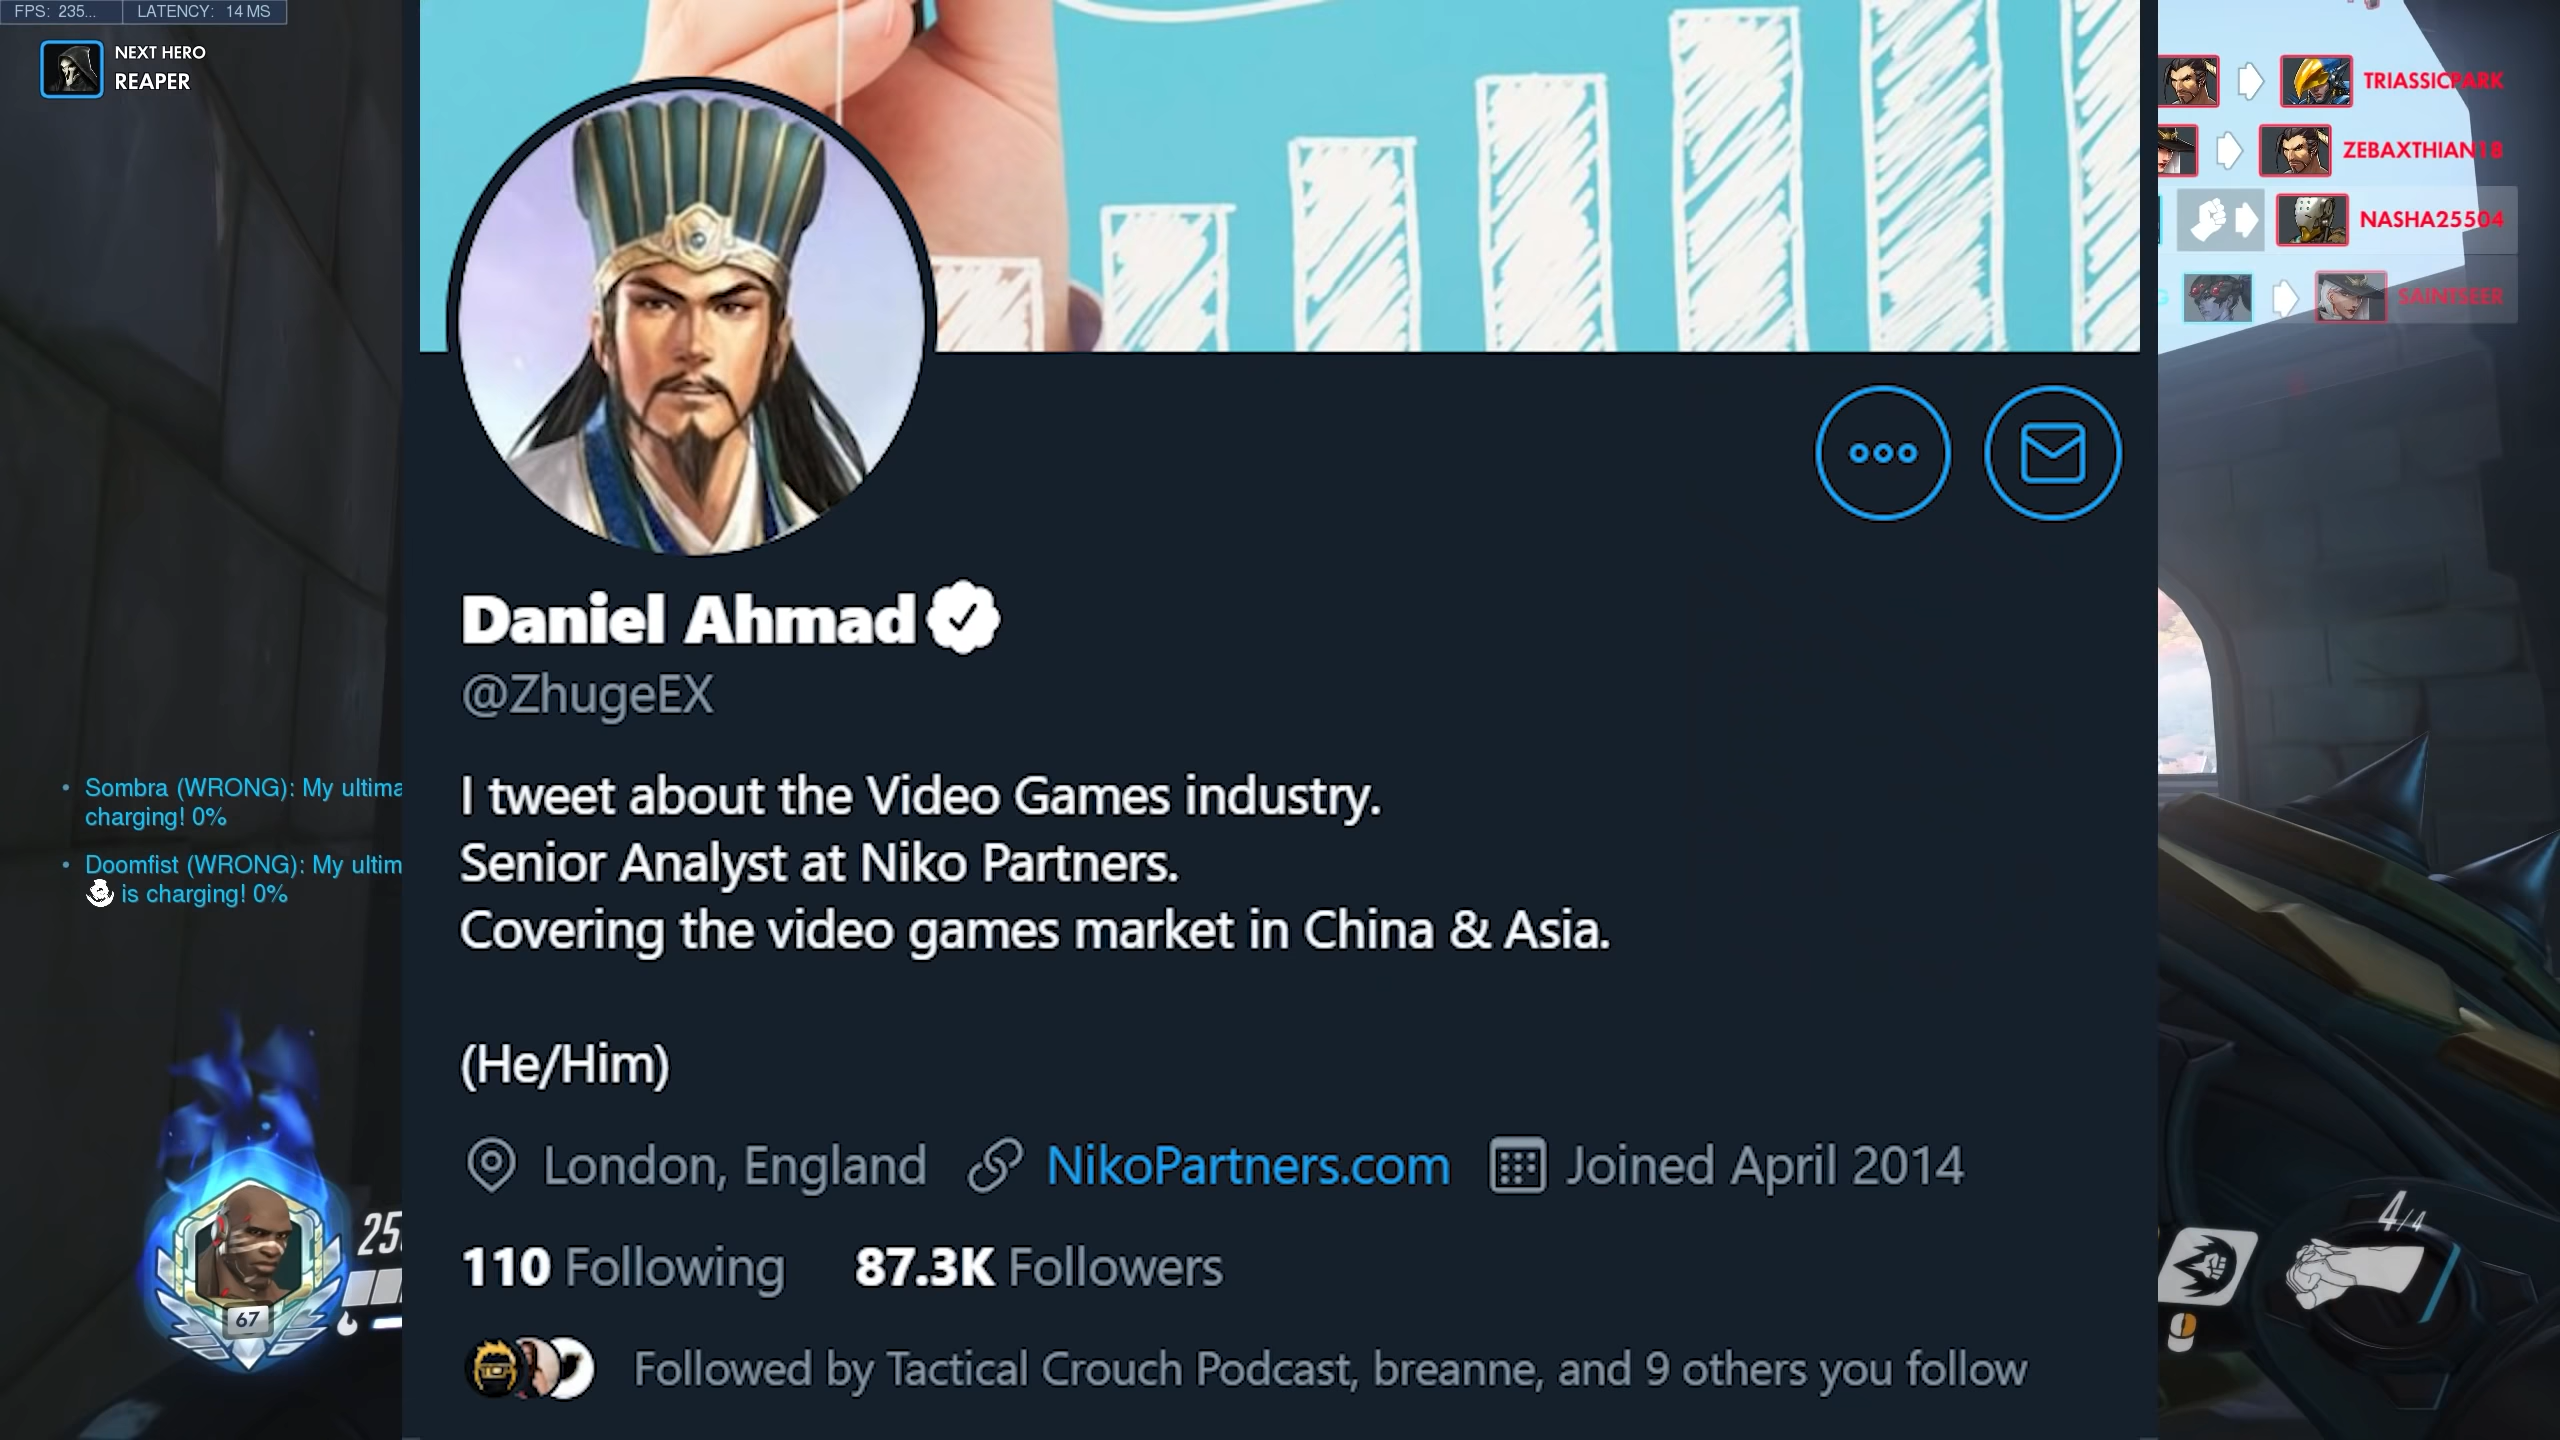 FPS: 235... LATENCY: 14 MS
NEXT HERO
REAPER
TRIASSICPARK
ZEBAXTHIAN18
NASHA25504
SAINTSEER
Daniel Ahmad
@ZhugeEX
I tweet about the Video Games industry.
Senior Analyst at Niko Partners.
Covering the video games market in China & Asia.
(He/Him)
London, England NikoPartners.com Joined April 2014
110 Following 87.3K Followers
Followed by Tactical Crouch Podcast, breanne, and 9 others you follow
• Sombra (WRONG): My ultima
charging! 0%
• Doomfist (WRONG): My ultim
is charging! 0%
67
4/4